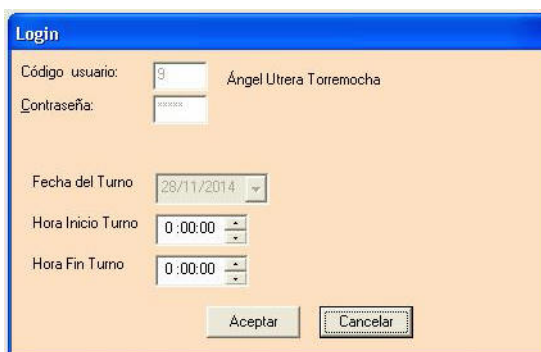 Login
Código usuario: 9 Ángel Utrera Torremocha
Contraseña: *****
Fecha del Turno 28/11/2014
Hora Inicio Turno 0:00:00
Hora Fin Turno 0:00:00
Aceptar Cancelar